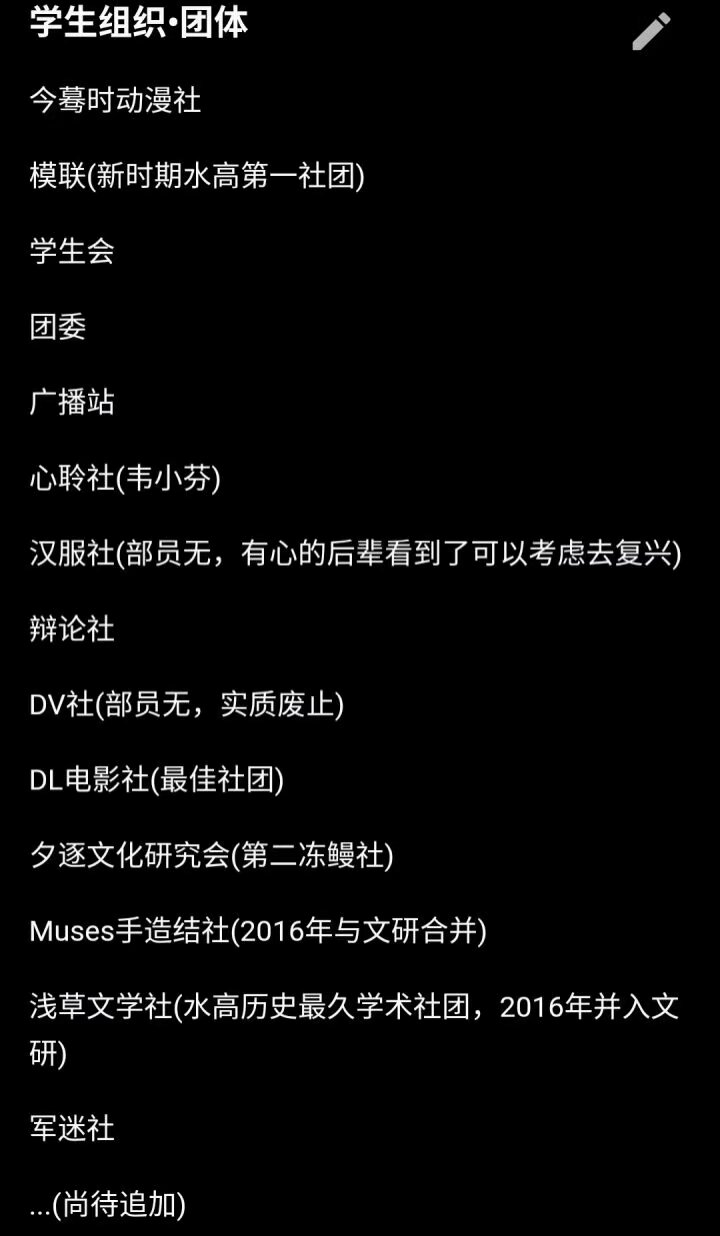 学生组织·团体
今蓦时动漫社
模联(新时期水高第一社团)
学生会
团委
广播站
心聆社(韦小芬)
汉服社(部员无，有心的后辈看到了可以考虑去复兴)
辩论社
DV社(部员无，实质废止)
DL电影社(最佳社团)
夕逐文化研究会(第二冻鳗社)
Muses手造结社(2016年与文研合并)
浅草文学社(水高历史最久学术社团，2016年并入文
研)
军迷社
...(尚待追加)